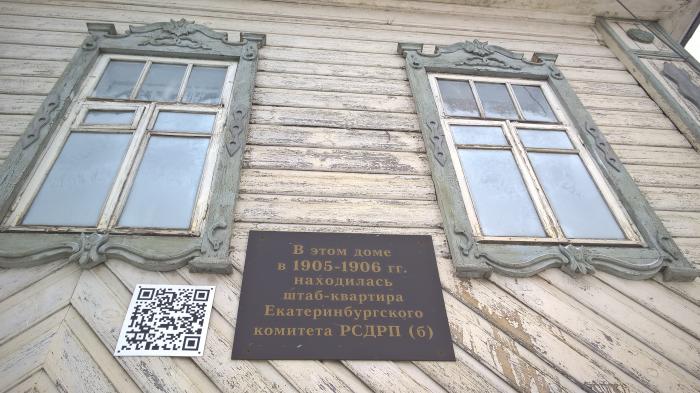 В этом доме
в 1905-1906 гг.
находилась
штаб-квартира
Екатеринбургского
комитета РСДРП (б)